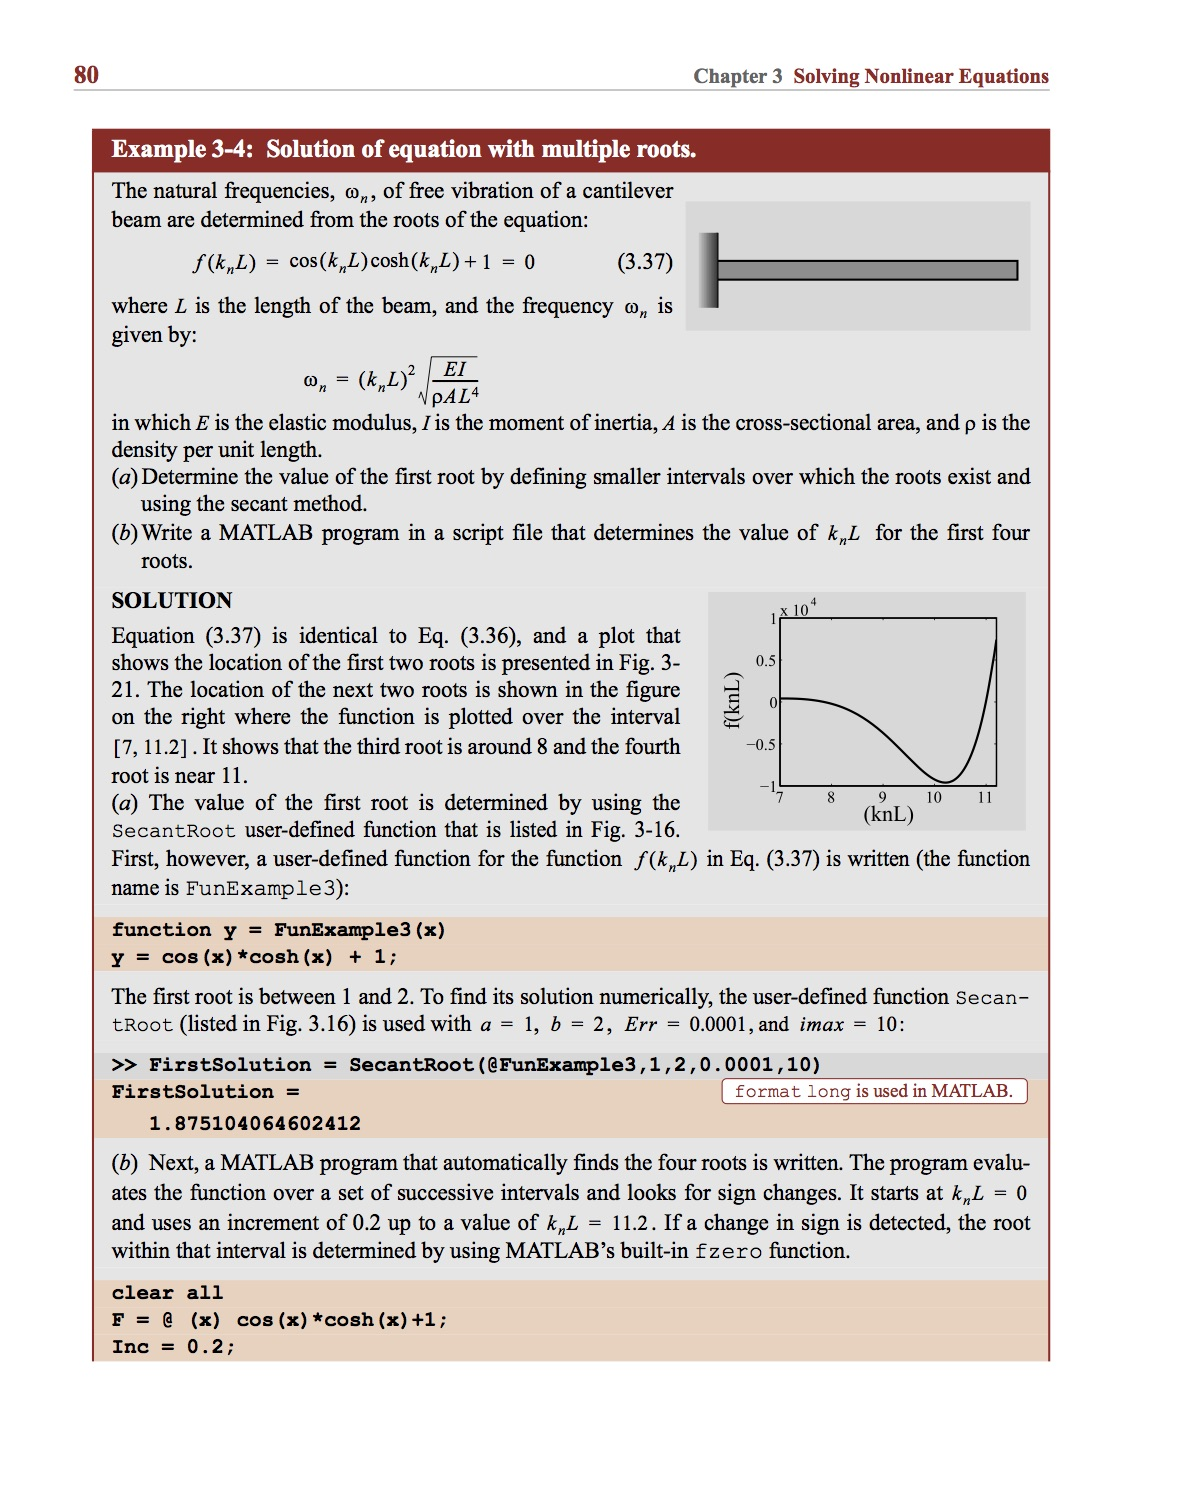 80
Chapter 3 Solving Nonlinear Equations
Example 3-4: Solution of equation with multiple roots.
The natural frequencies, ωn, of free vibration of a cantilever
beam are determined from the roots of the equation:
f(knL) = cos(knL)cosh(knL)+1 = 0 (3.37)
where L is the length of the beam, and the frequency ωn is
given by:
ωn = (knL)² √(EI/ρAL⁴)
in which E is the elastic modulus, I is the moment of inertia, A is the cross-sectional area, and ρ is the
density per unit length.
(a) Determine the value of the first root by defining smaller intervals over which the roots exist and
using the secant method.
(b) Write a MATLAB program in a script file that determines the value of knL for the first four
roots.
SOLUTION
Equation (3.37) is identical to Eq. (3.36), and a plot that
shows the location of the first two roots is presented in Fig. 3-
21. The location of the next two roots is shown in the figure
on the right where the function is plotted over the interval
[7, 11.2]. It shows that the third root is around 8 and the fourth
root is near 11.
x 10⁴
1
0.5
0
−0.5
−1
f(knL)
7 8 9 10 11
(knL)
(a) The value of the first root is determined by using the
SecantRoot user-defined function that is listed in Fig. 3-16.
First, however, a user-defined function for the function f(knL) in Eq. (3.37) is written (the function
name is FunExample3):
function y = FunExample3(x)
y = cos(x)*cosh(x) + 1;
The first root is between 1 and 2. To find its solution numerically, the user-defined function Secan-
tRoot (listed in Fig. 3.16) is used with a = 1, b = 2, Err = 0.0001, and imax = 10:
>> FirstSolution = SecantRoot(@FunExample3,1,2,0.0001,10)
FirstSolution =
format long is used in MATLAB.
1.875104064602412
(b) Next, a MATLAB program that automatically finds the four roots is written. The program evalu-
ates the function over a set of successive intervals and looks for sign changes. It starts at knL = 0
and uses an increment of 0.2 up to a value of knL = 11.2. If a change in sign is detected, the root
within that interval is determined by using MATLAB's built-in fzero function.
clear all
F = @ (x) cos(x)*cosh(x)+1;
Inc = 0.2;